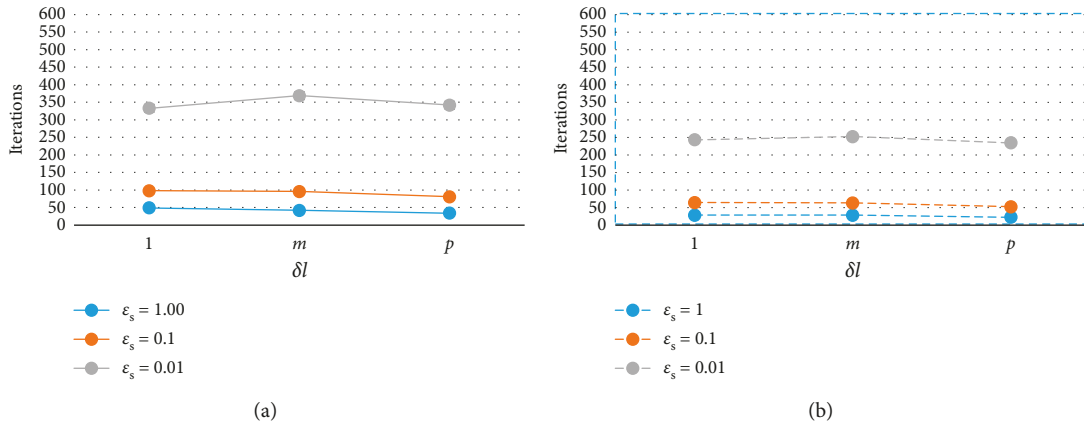 600
550
500
450
400
350
300
250
200
150
100
50
0
Iterations
1 m p
δl
εs = 1.00
εs = 0.1
εs = 0.01
(a)
600
550
500
450
400
350
300
250
200
150
100
50
0
Iterations
1 m p
δl
εs = 1
εs = 0.1
εs = 0.01
(b)